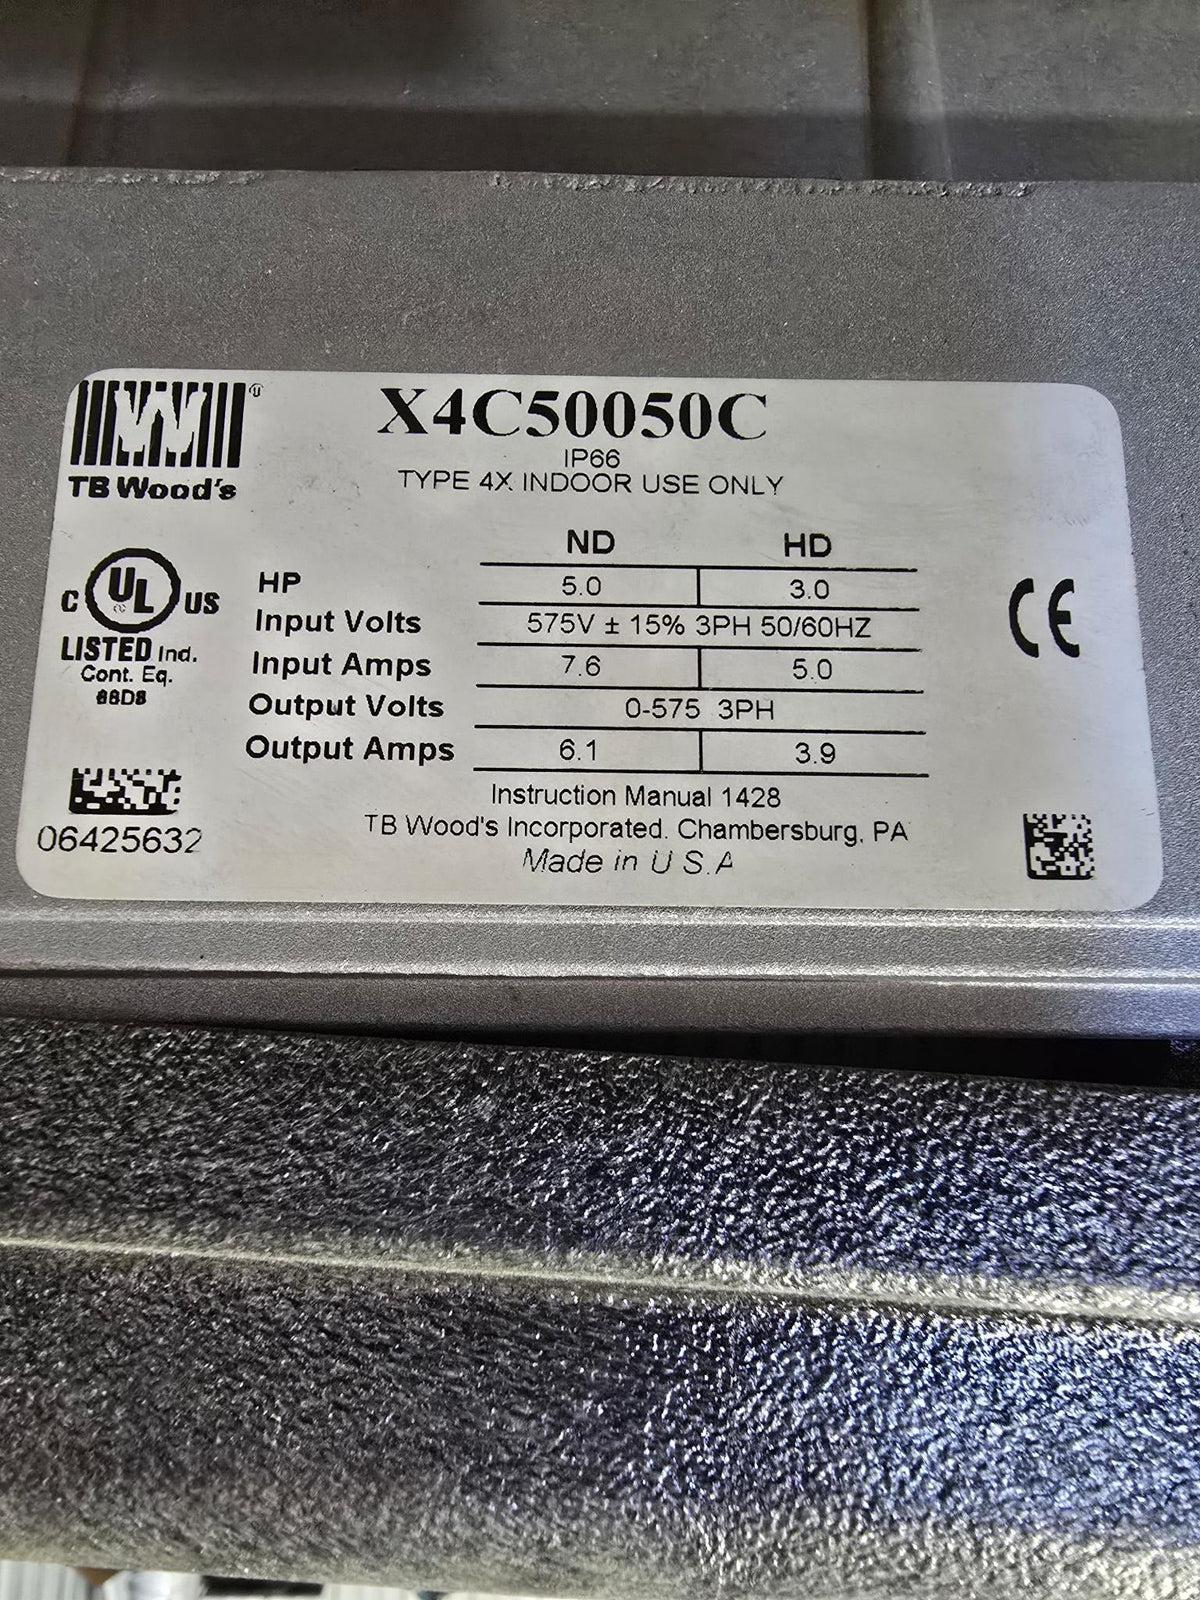 X4C50050C
IP66
TYPE 4X INDOOR USE ONLY
TB Wood's
ND HD
HP 5.0 3.0
Input Volts 575V ± 15% 3PH 50/60HZ
Input Amps 7.6 5.0
Output Volts 0-575 3PH
Output Amps 6.1 3.9
C UL US
LISTED Ind.
Cont. Eq.
CE
06425632
Instruction Manual 1428
TB Wood's Incorporated. Chambersburg, PA
Made in U S.A